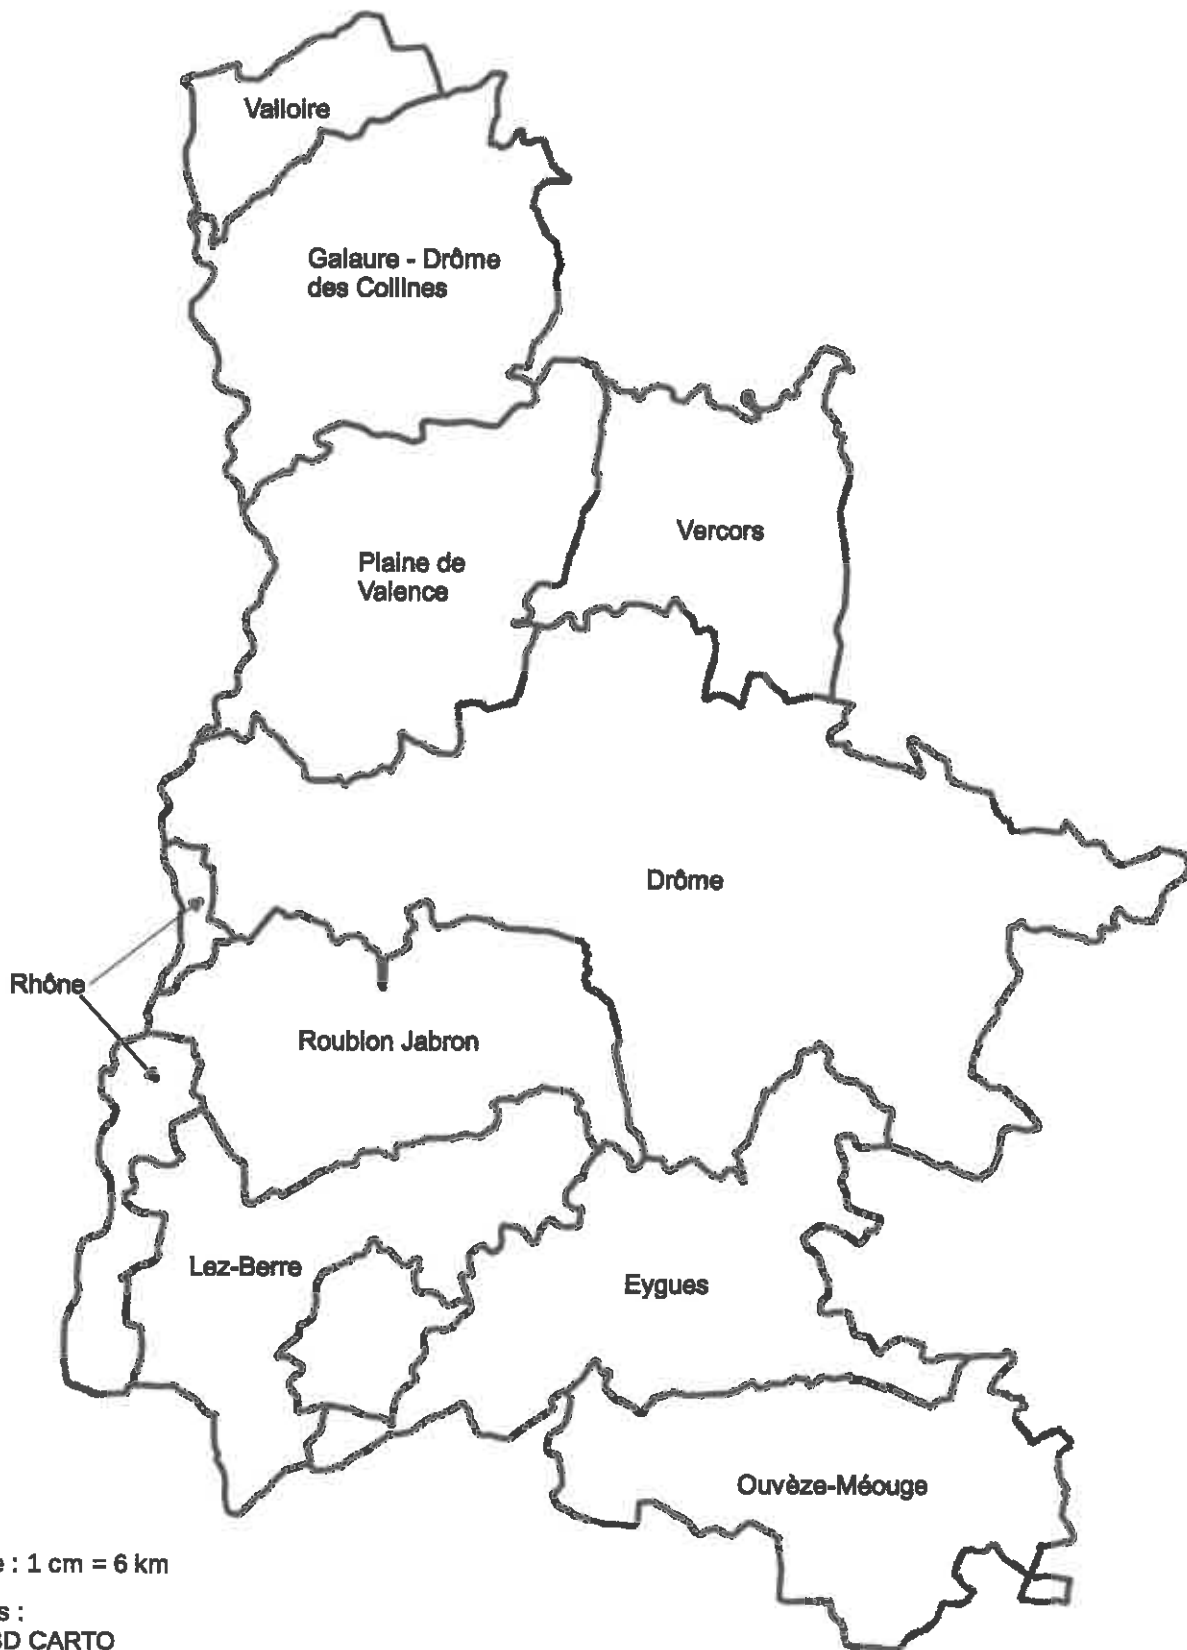 Valloire
Galaure - Drôme
des Collines
Vercors
Plaine de
Valence
Drôme
Rhône
Roubion Jabron
Lez-Berre
Eygues
Ouvèze-Méouge
: 1 cm = 6 km
s :
BD CARTO